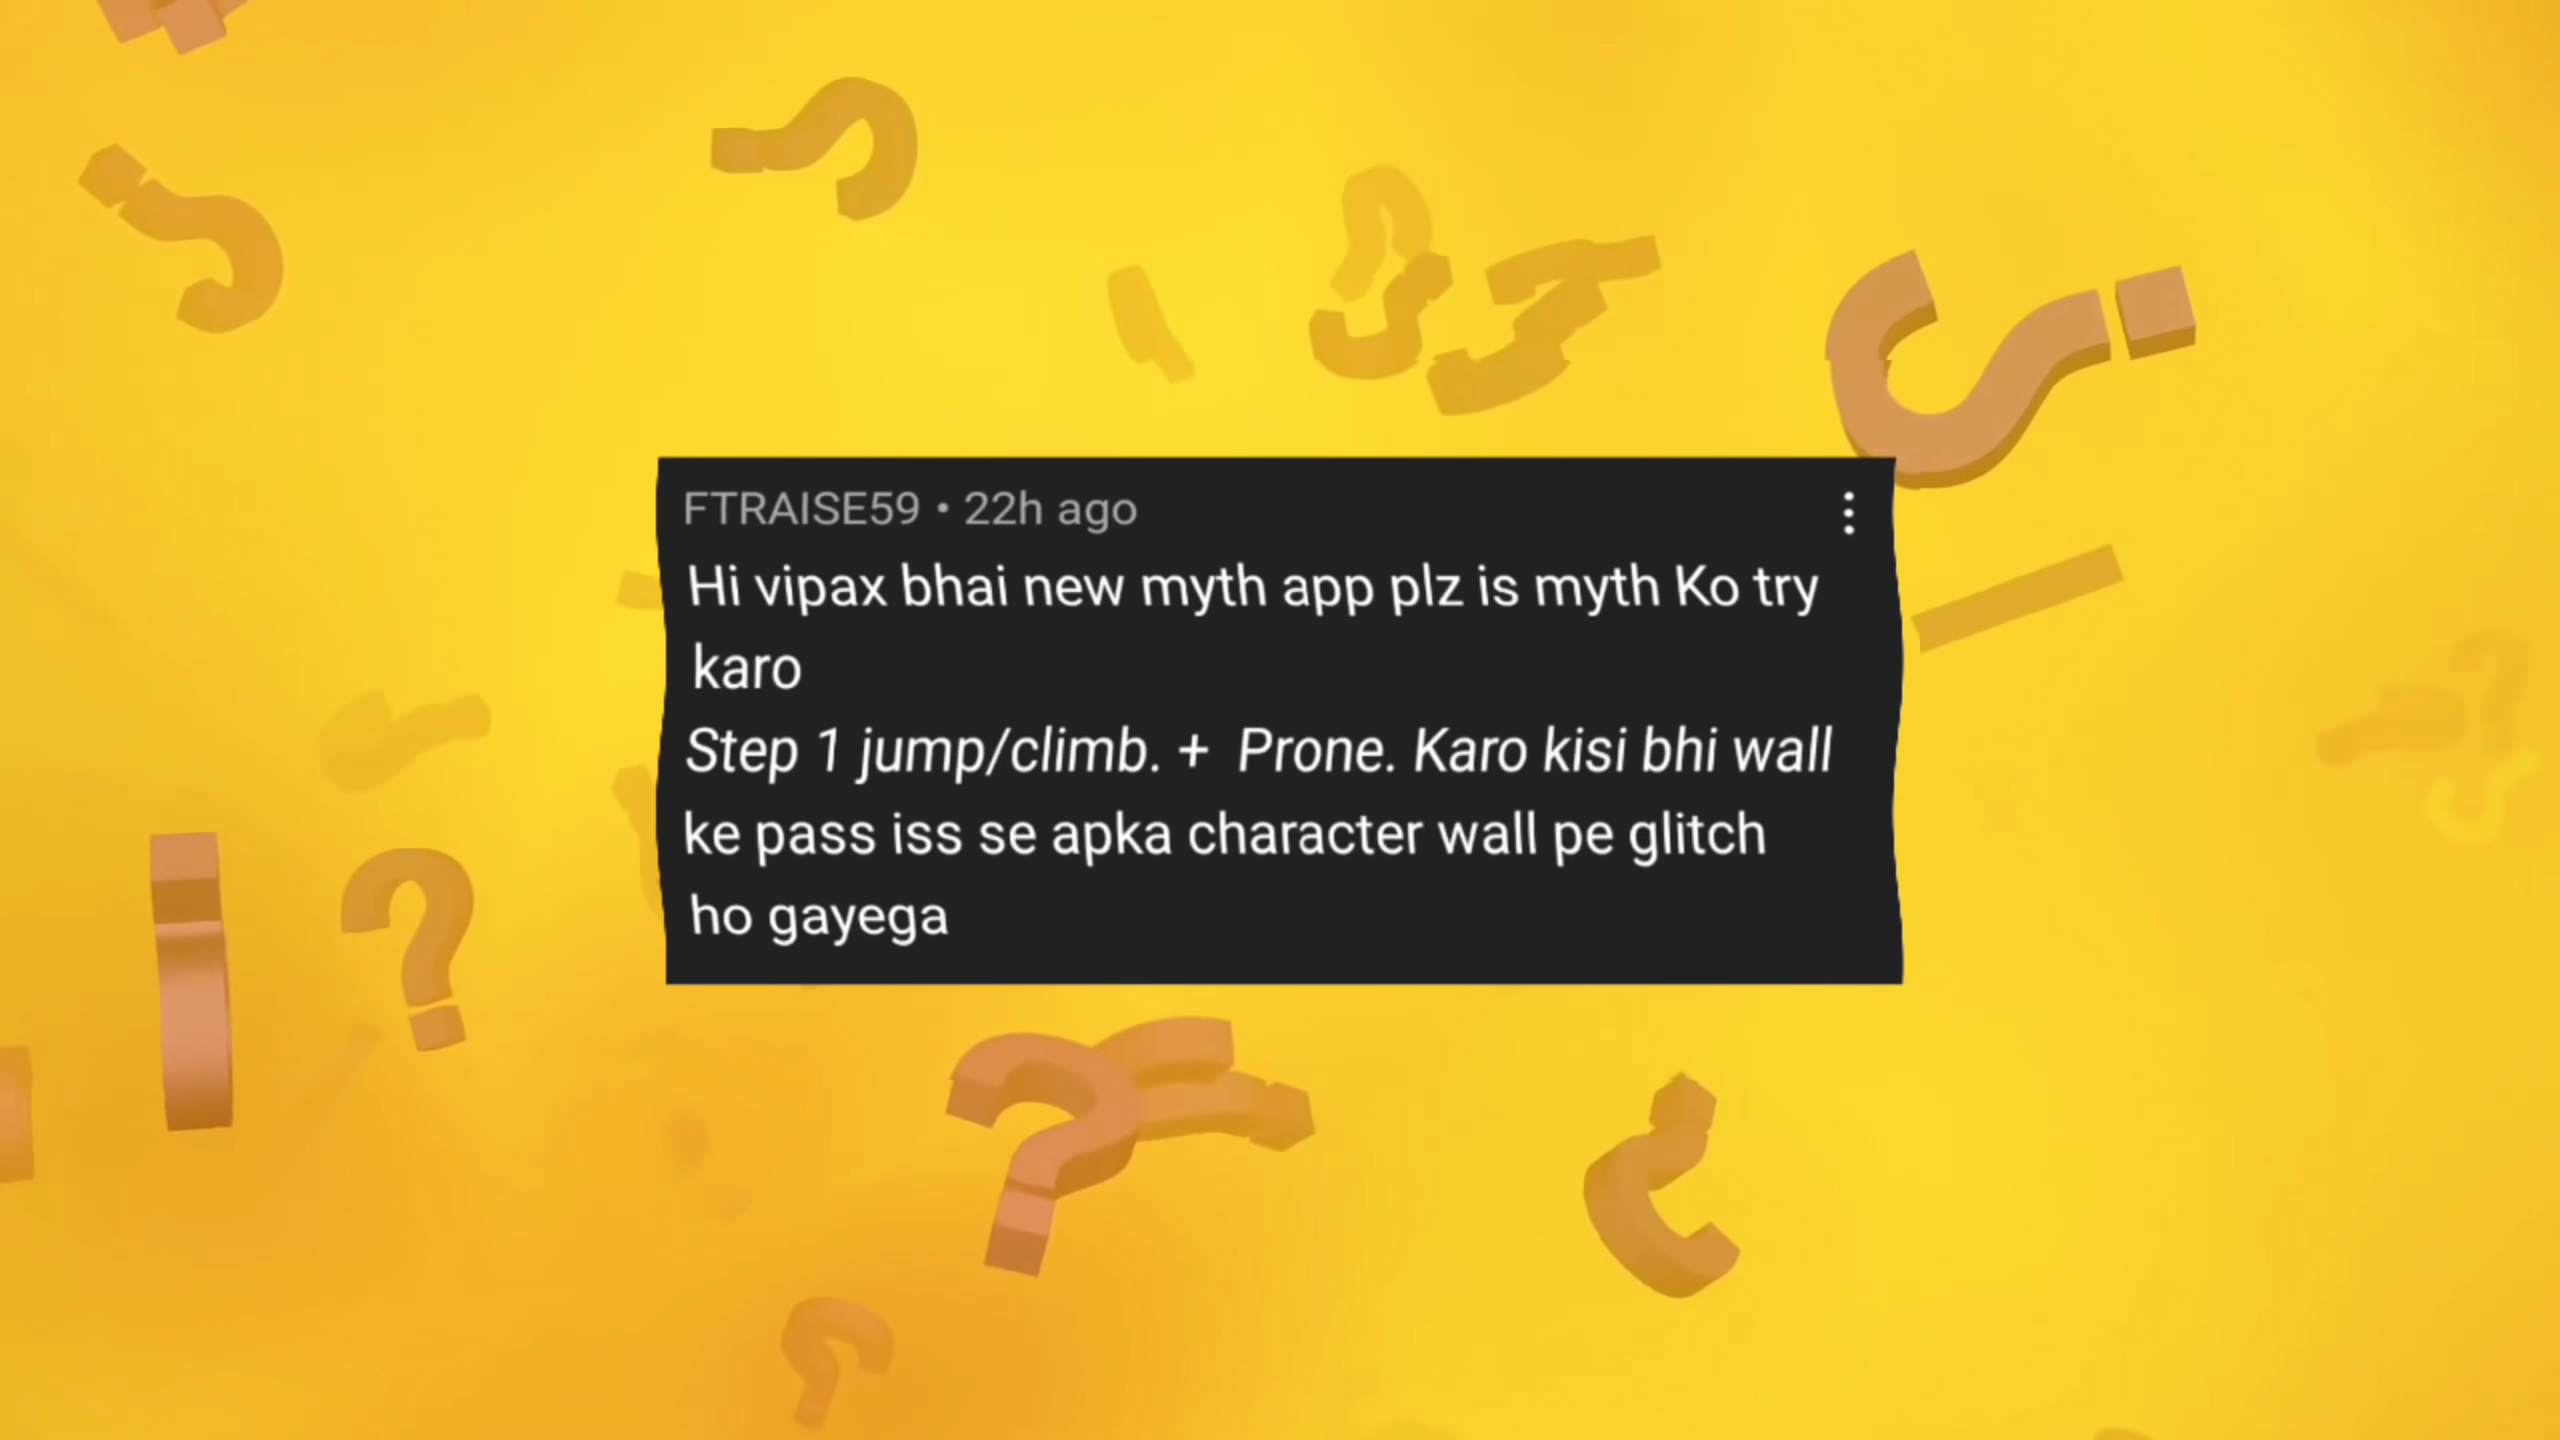 FTRAISE59 • 22h ago
Hi vipax bhai new myth app plz is myth Ko try
karo
Step 1 jump/climb. + Prone. Karo kisi bhi wall
ke pass iss se apka character wall pe glitch
ho gayega